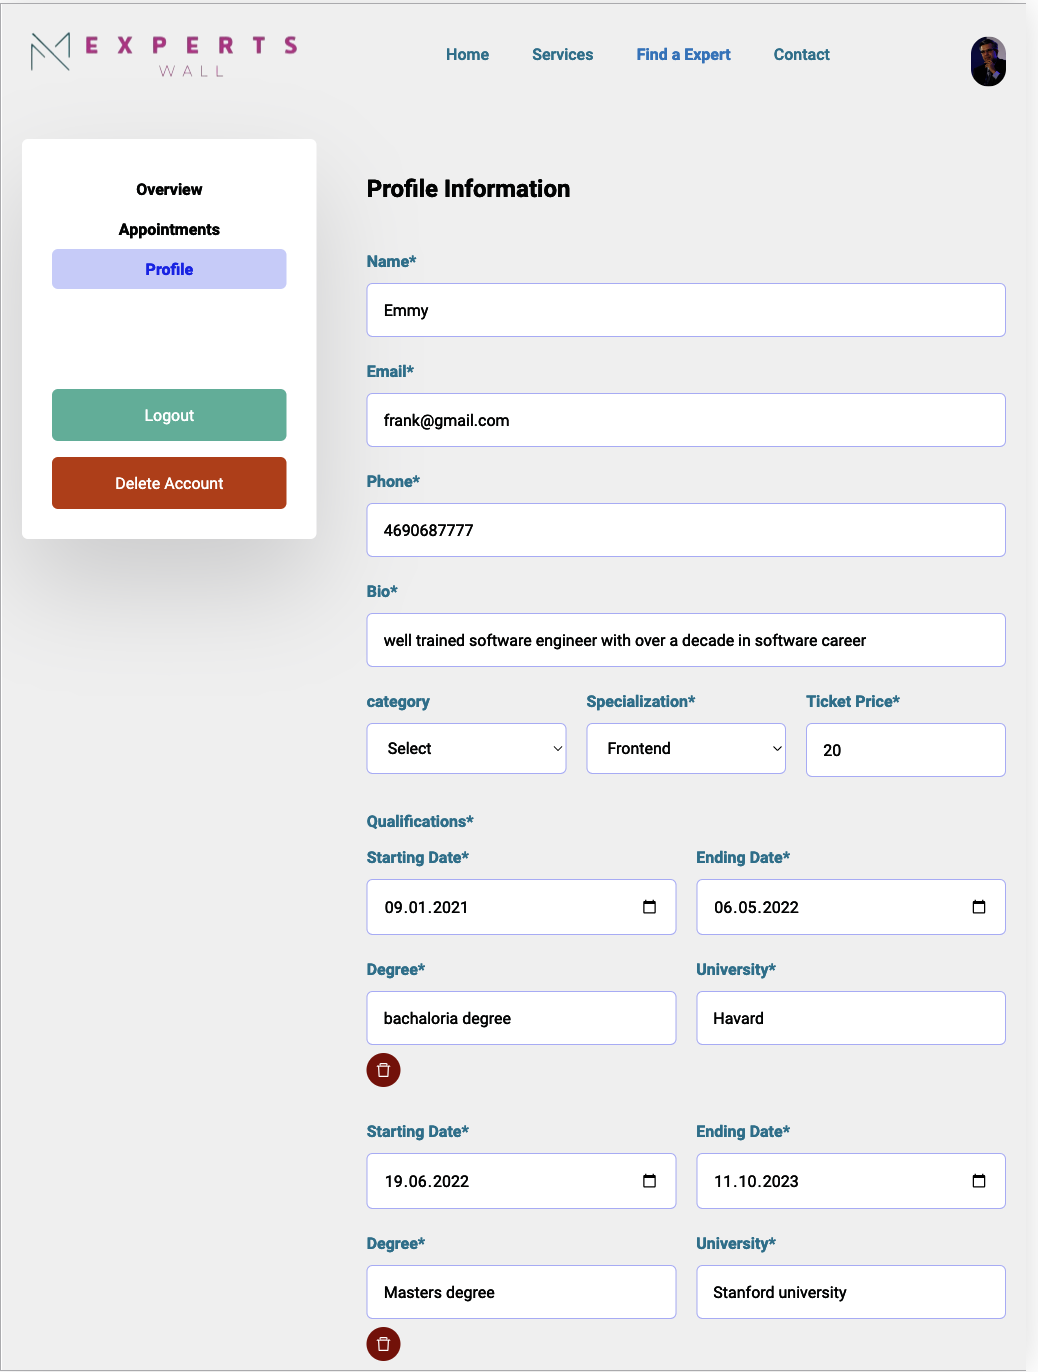 EXPERTS
WALL
Home Services Find a Expert Contact
Overview
Appointments
Profile
Logout
Delete Account
Profile Information
Name*
Emmy
Email*
frank@gmail.com
Phone*
4690687777
Bio*
well trained software engineer with over a decade in software career
category Specialization* Ticket Price*
Select Frontend 20
Qualifications*
Starting Date* Ending Date*
09.01.2021 06.05.2022
Degree* University*
bachaloria degree Havard
Starting Date* Ending Date*
19.06.2022 11.10.2023
Degree* University*
Masters degree Stanford university